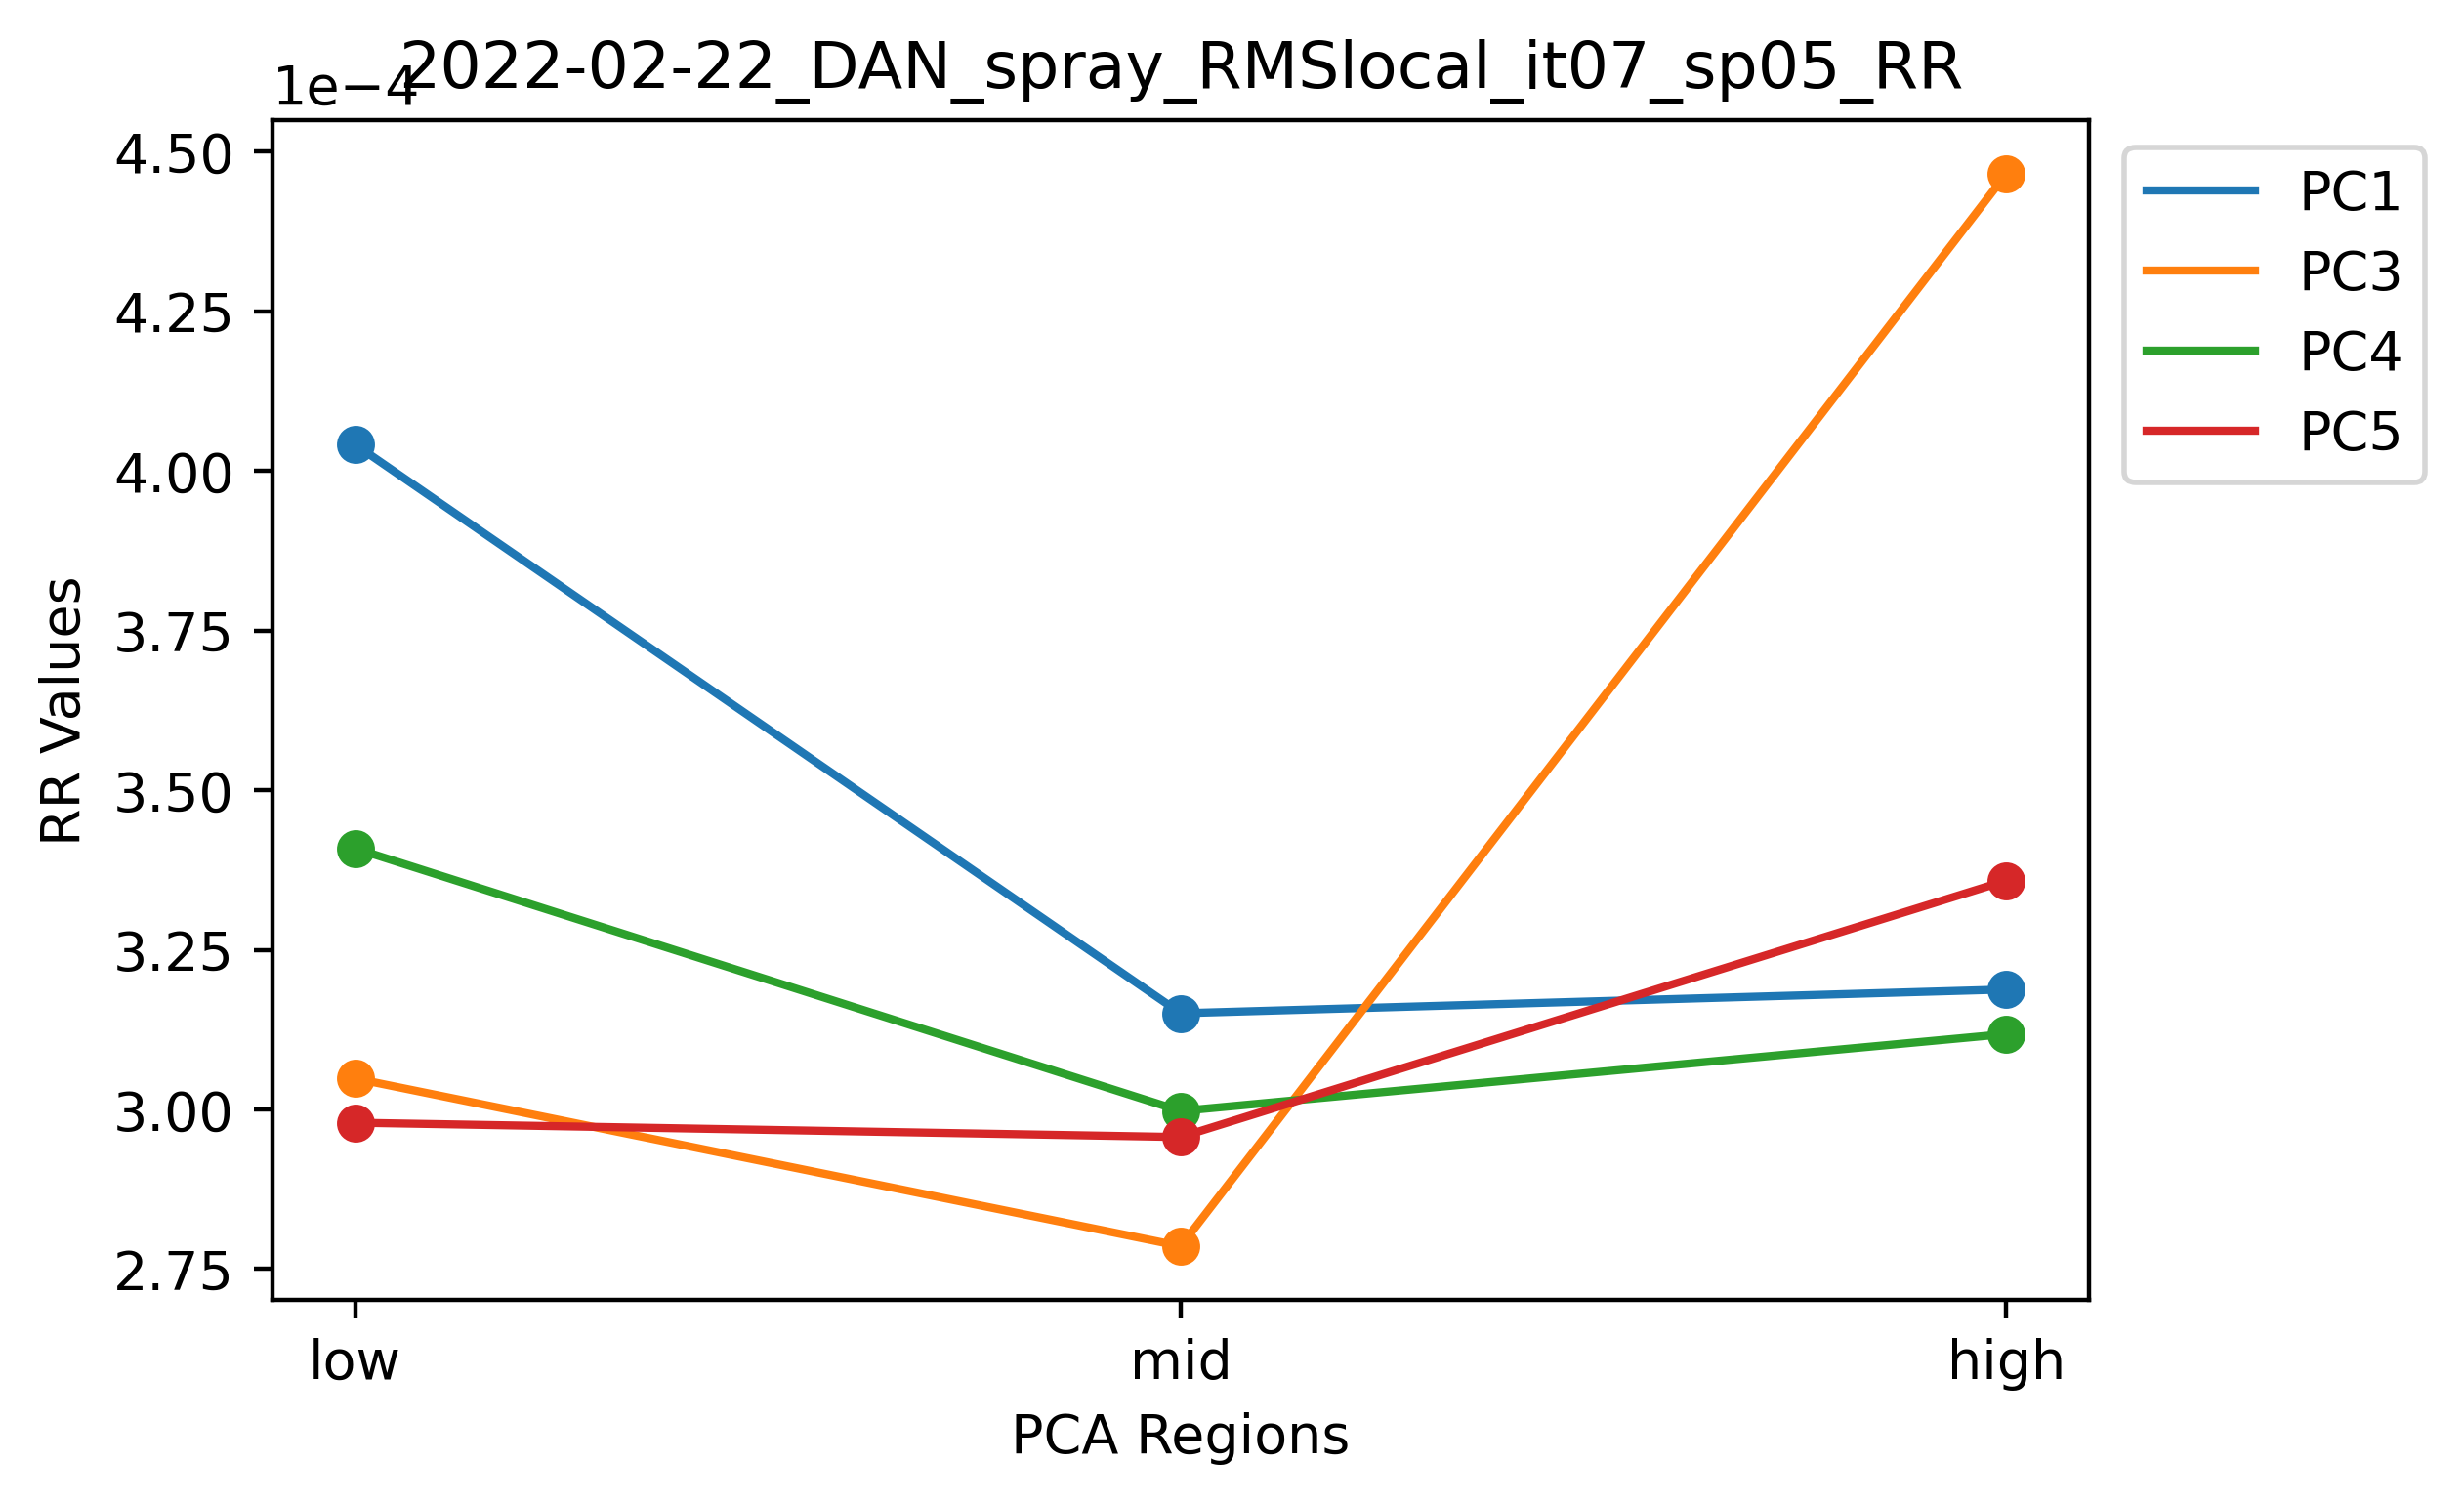 2022-02-22_DAN_spray_RMSlocal_it07_sp05_RR
1e−4
4.50
4.25
4.00
3.75
3.50
3.25
3.00
2.75
RR Values
low
mid
high
PCA Regions
PC1
PC3
PC4
PC5